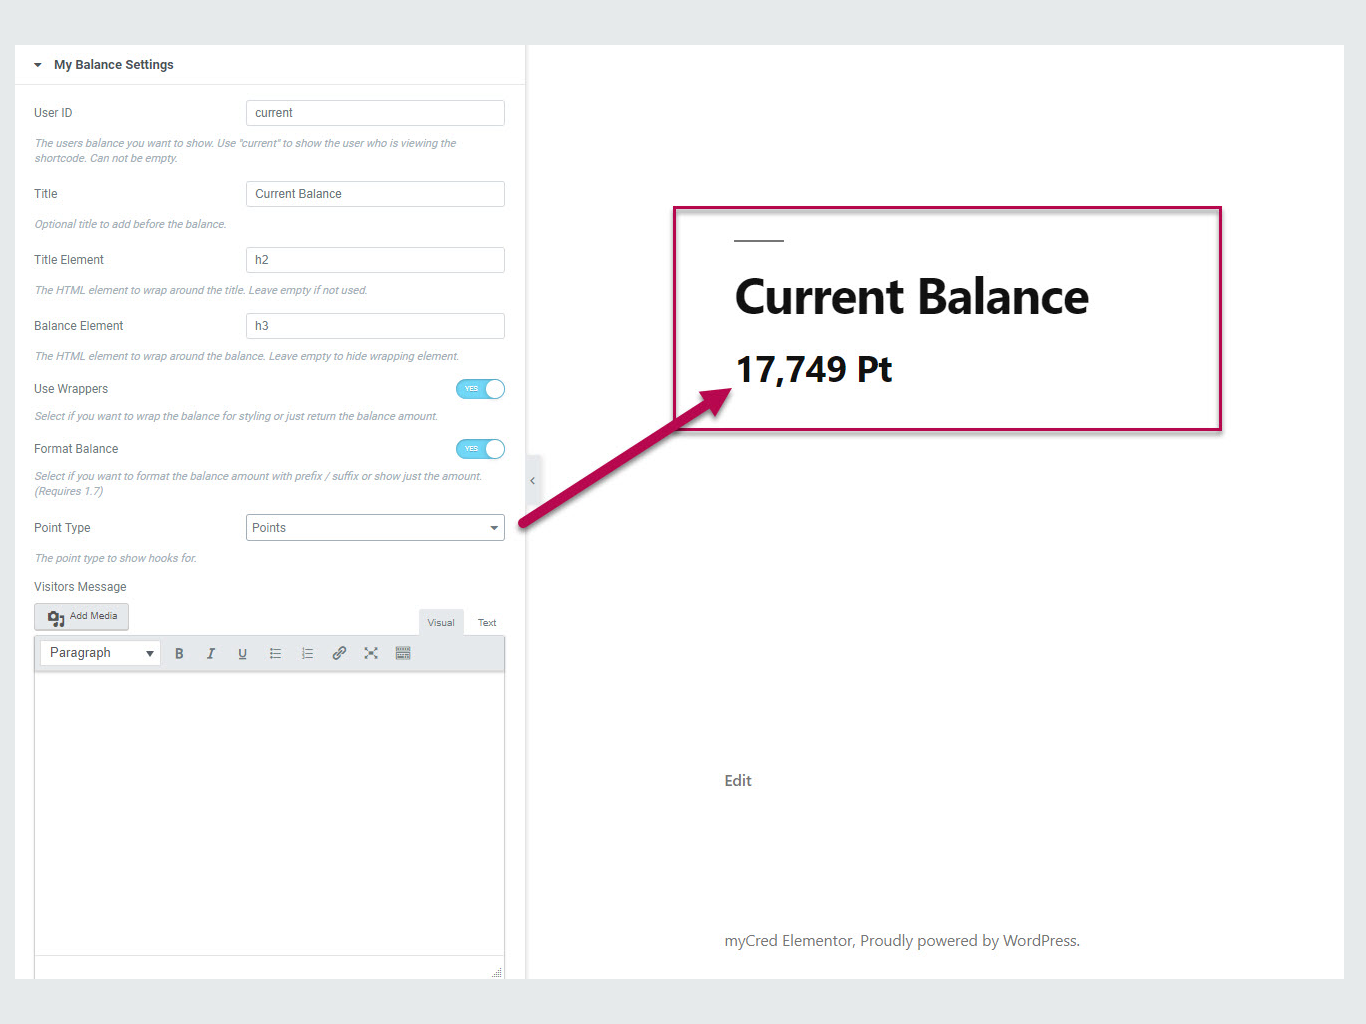 My Balance Settings
User ID
current
The users balance you want to show. Use "current" to show the user who is viewing the
shortcode. Can not be empty.
Title
Current Balance
Optional title to add before the balance.
Title Element
h2
The HTML element to wrap around the title. Leave empty if not used.
Balance Element
h3
The HTML element to wrap around the balance. Leave empty to hide wrapping element.
Use Wrappers
YES
Select if you want to wrap the balance for styling or just return the balance amount.
Format Balance
YES
Select if you want to format the balance amount with prefix / suffix or show just the amount.
(Requires 1.7)
Point Type
Points
The point type to show hooks for.
Visitors Message
Add Media
Visual
Text
Paragraph
B
I
U
Current Balance
17,749 Pt
Edit
myCred Elementor, Proudly powered by WordPress.